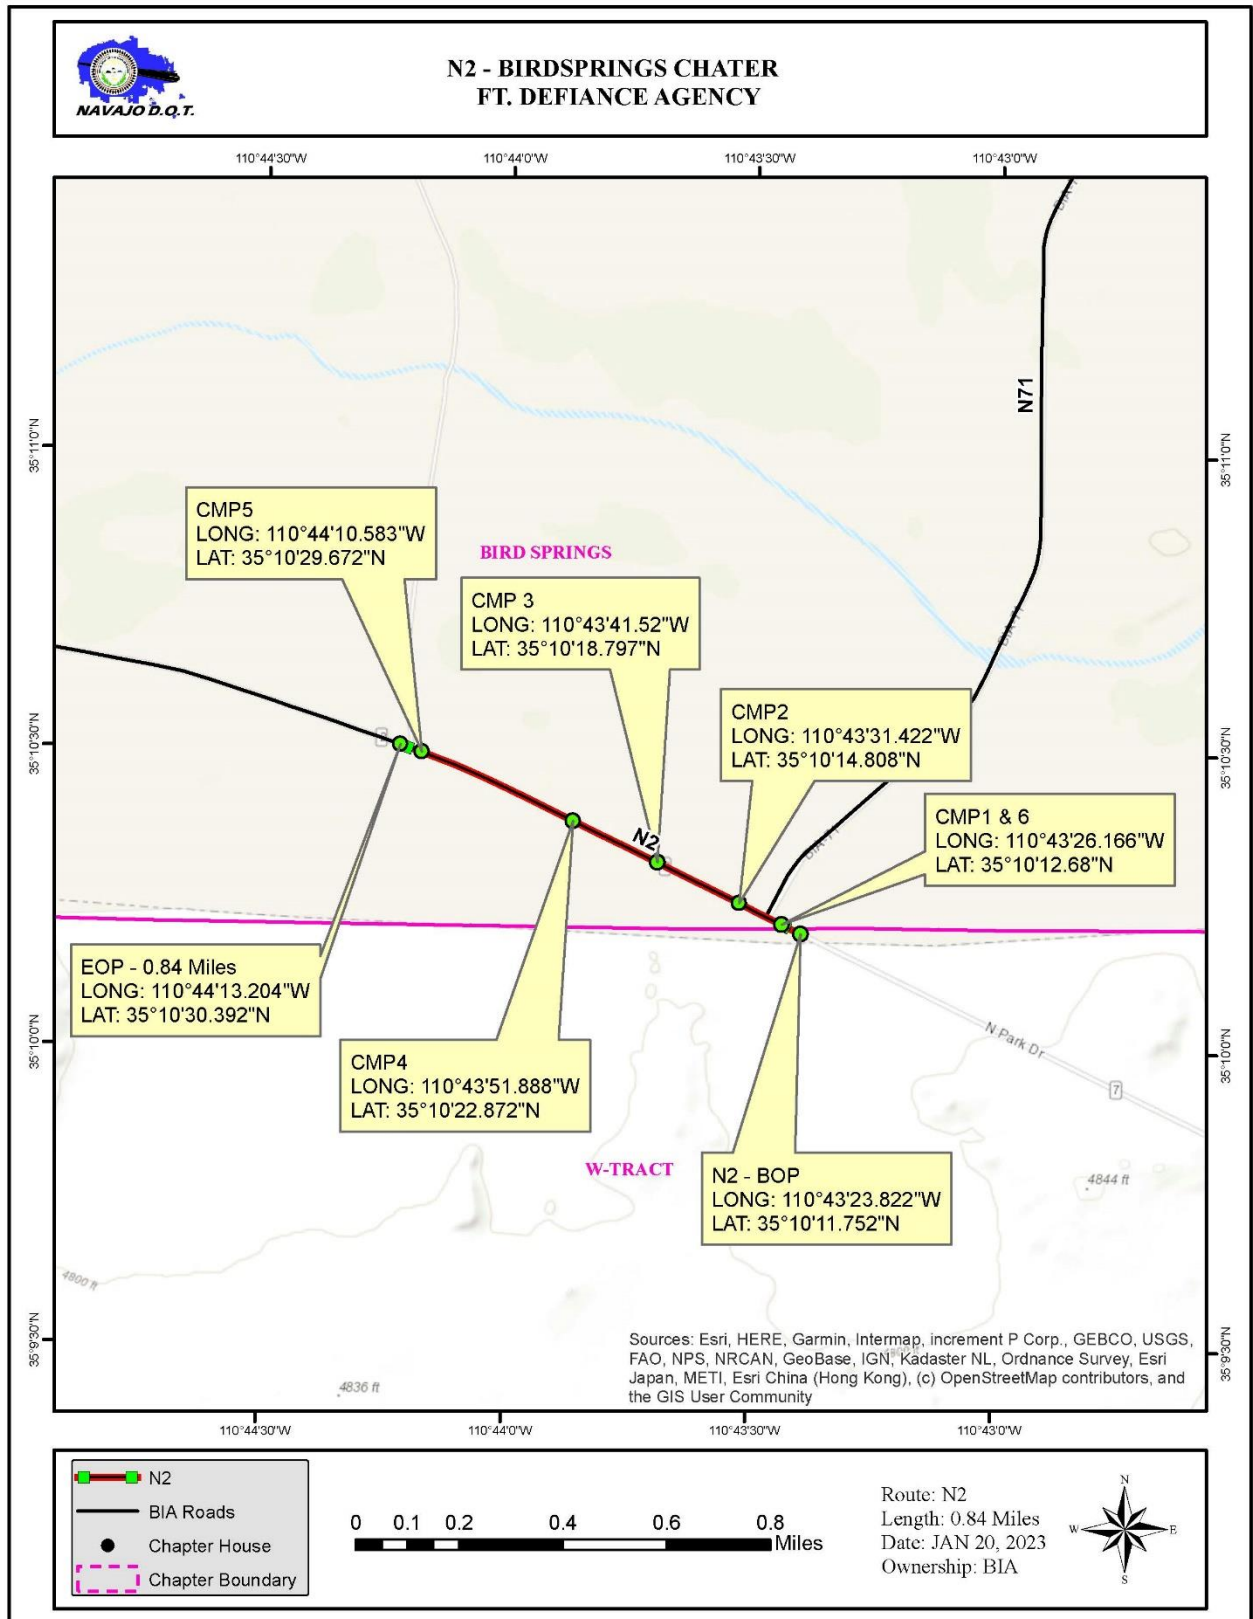 NAVAJO D.O.T.
N2 - BIRDSPRINGS CHATER
FT. DEFIANCE AGENCY
110°44'30"W
110°44'0"W
110°43'30"W
110°43'0"W
N71
35°11'0"N
35°11'0"N
CMP5
LONG: 110°44'10.583"W
LAT: 35°10'29.672"N
BIRD SPRINGS
CMP 3
LONG: 110°43'41.52"W
LAT: 35°10'18.797"N
CMP2
LONG: 110°43'31.422"W
LAT: 35°10'14.808"N
35°10'30"N
35°10'30"N
CMP1 & 6
LONG: 110°43'26.166"W
LAT: 35°10'12.68"N
N2
EOP - 0.84 Miles
LONG: 110°44'13.204"W
LAT: 35°10'30.392"N
35°10'0"N
35°10'0"N
N Park Dr
7
CMP4
LONG: 110°43'51.888"W
LAT: 35°10'22.872"N
W-TRACT
N2 - BOP
LONG: 110°43'23.822"W
LAT: 35°10'11.752"N
4844 ft
4800 ft
35°9'30"N
35°9'30"N
Sources: Esri, HERE, Garmin, Intermap, increment P Corp., GEBCO, USGS,
FAO, NPS, NRCAN, GeoBase, IGN, Kadaster NL, Ordnance Survey, Esri
Japan, METI, Esri China (Hong Kong), (c) OpenStreetMap contributors, and
the GIS User Community
4836 ft
110°44'30"W
110°44'0"W
110°43'30"W
110°43'0"W
N2
BIA Roads
Chapter House
Chapter Boundary
0 0.1 0.2 0.4 0.6 0.8
Miles
Route: N2
Length: 0.84 Miles
Date: JAN 20, 2023
Ownership: BIA
N
W
E
S